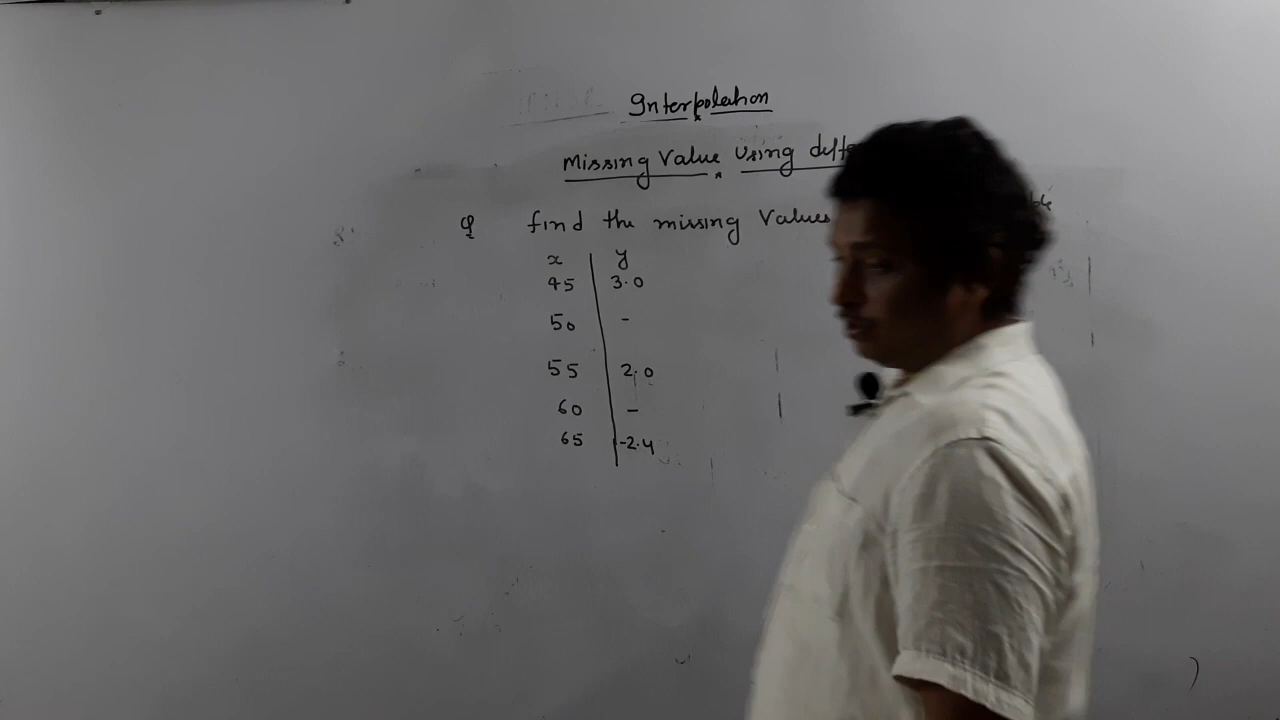 Interpolation
Missing Value Using
Q find the missing Values
x y
45 3.0
50 -
55 2.0
60 -
65 -2.4